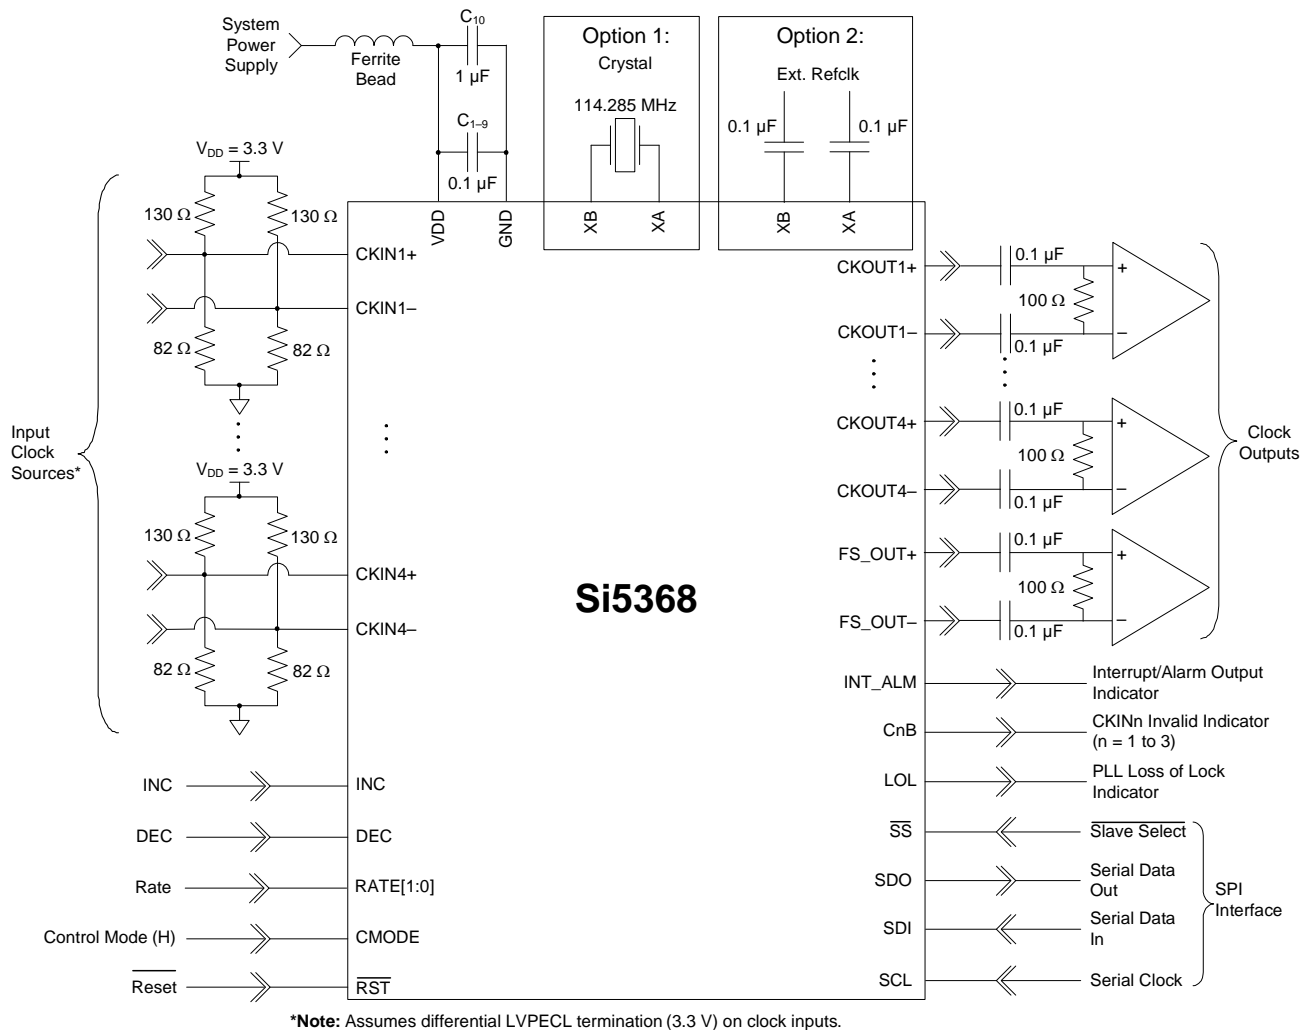 System
Power
Supply
Ferrite
Bead
C10
1 µF
C1–9
0.1 µF
Option 1:
Crystal
114.285 MHz
XB
XA
Option 2:
Ext. Refclk
0.1 µF
0.1 µF
XB
XA
VDD
GND
VDD = 3.3 V
130 Ω
130 Ω
CKIN1+
CKIN1–
82 Ω
82 Ω
Input
Clock
Sources*
VDD = 3.3 V
130 Ω
130 Ω
CKIN4+
CKIN4–
82 Ω
82 Ω
INC
INC
DEC
DEC
Rate
RATE[1:0]
Control Mode (H)
CMODE
Reset
RST
Si5368
CKOUT1+
0.1 µF
100 Ω
+
–
CKOUT1–
0.1 µF
CKOUT4+
0.1 µF
100 Ω
+
–
CKOUT4–
0.1 µF
FS_OUT+
0.1 µF
100 Ω
+
–
FS_OUT–
0.1 µF
Clock
Outputs
INT_ALM
Interrupt/Alarm Output
Indicator
CnB
CKINn Invalid Indicator
(n = 1 to 3)
LOL
PLL Loss of Lock
Indicator
SS
Slave Select
SDO
Serial Data
Out
SDI
Serial Data
In
SCL
Serial Clock
SPI
Interface
*Note: Assumes differential LVPECL termination (3.3 V) on clock inputs.